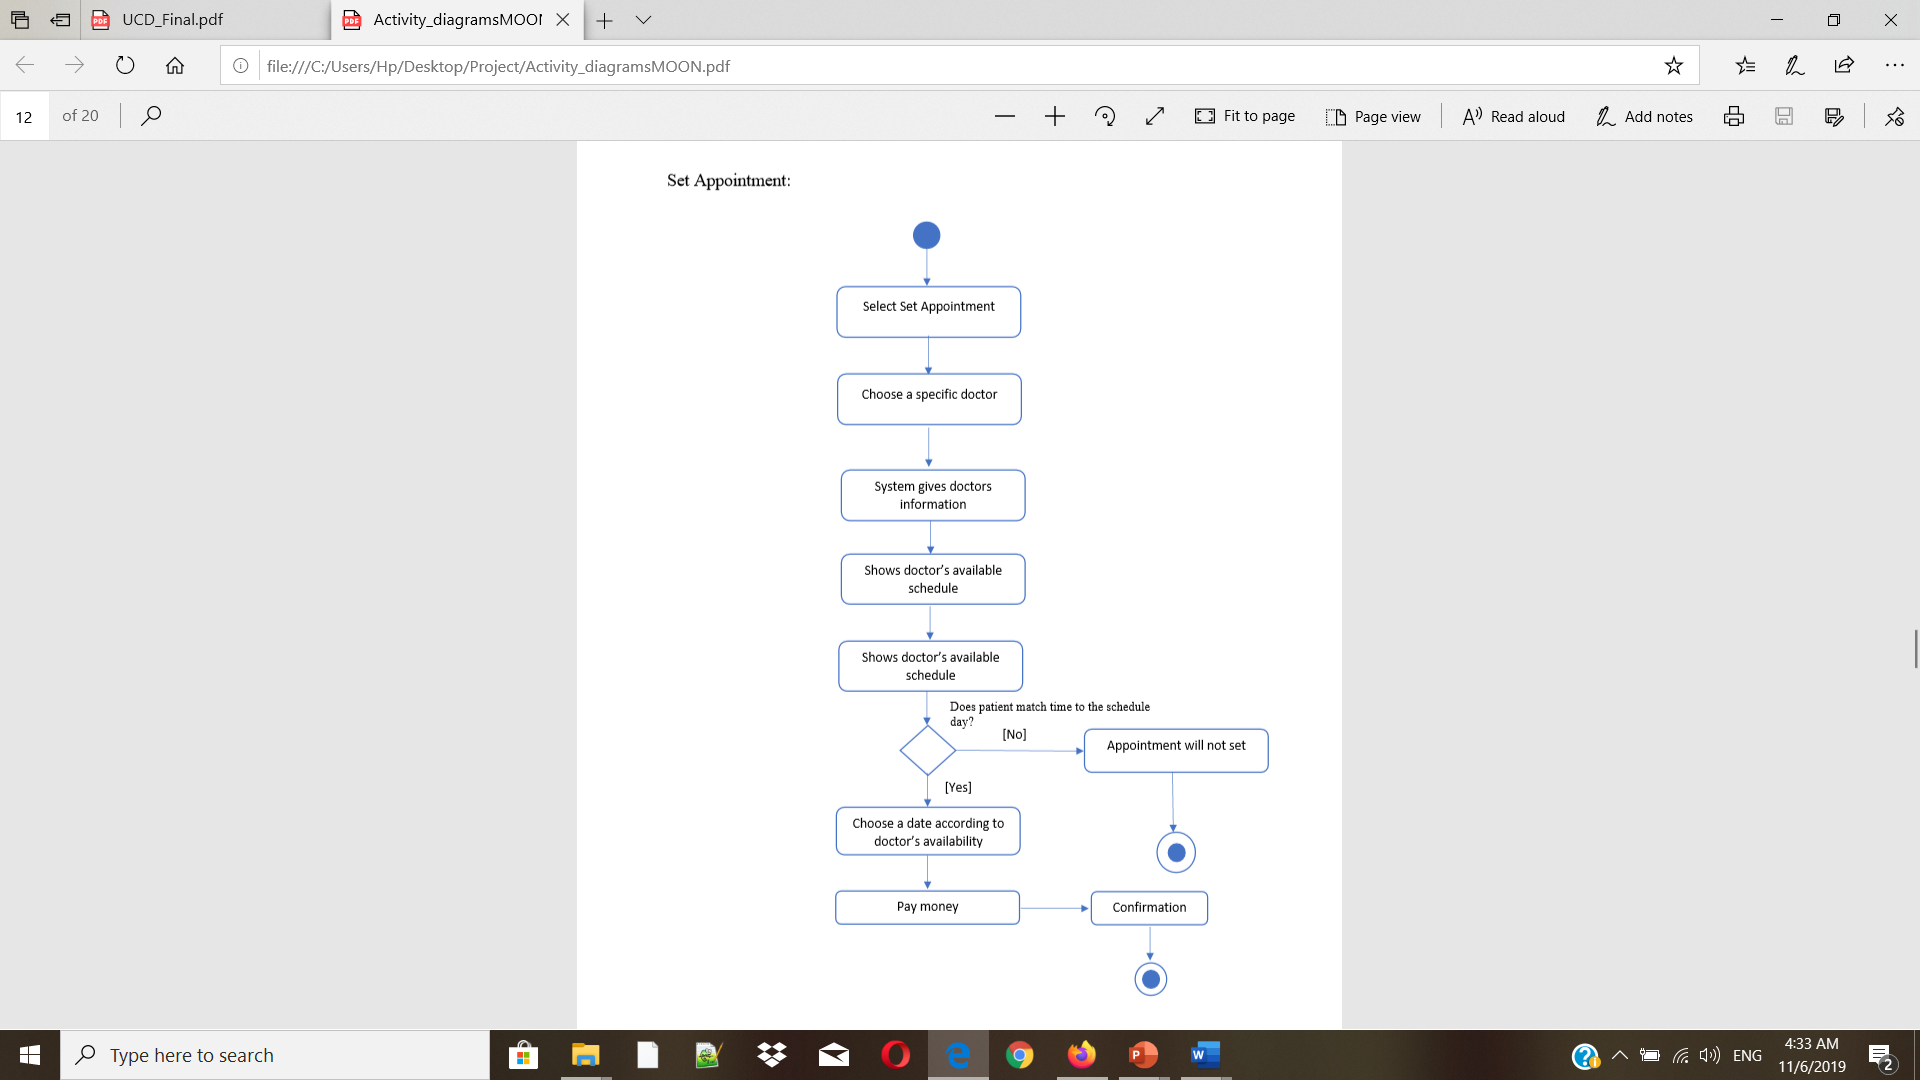 UCD_Final.pdf
Activity_diagramsMOON
file:///C:/Users/Hp/Desktop/Project/Activity_diagramsMOON.pdf
12 of 20
Fit to page
Page view
Read aloud
Add notes
Set Appointment:
Select Set Appointment
Choose a specific doctor
System gives doctors
information
Shows doctor's available
schedule
Shows doctor's available
schedule
Does patient match time to the schedule
day?
[No]
Appointment will not set
[Yes]
Choose a date according to
doctor's availability
Pay money
Confirmation
Type here to search
ENG
4:33 AM
11/6/2019
2